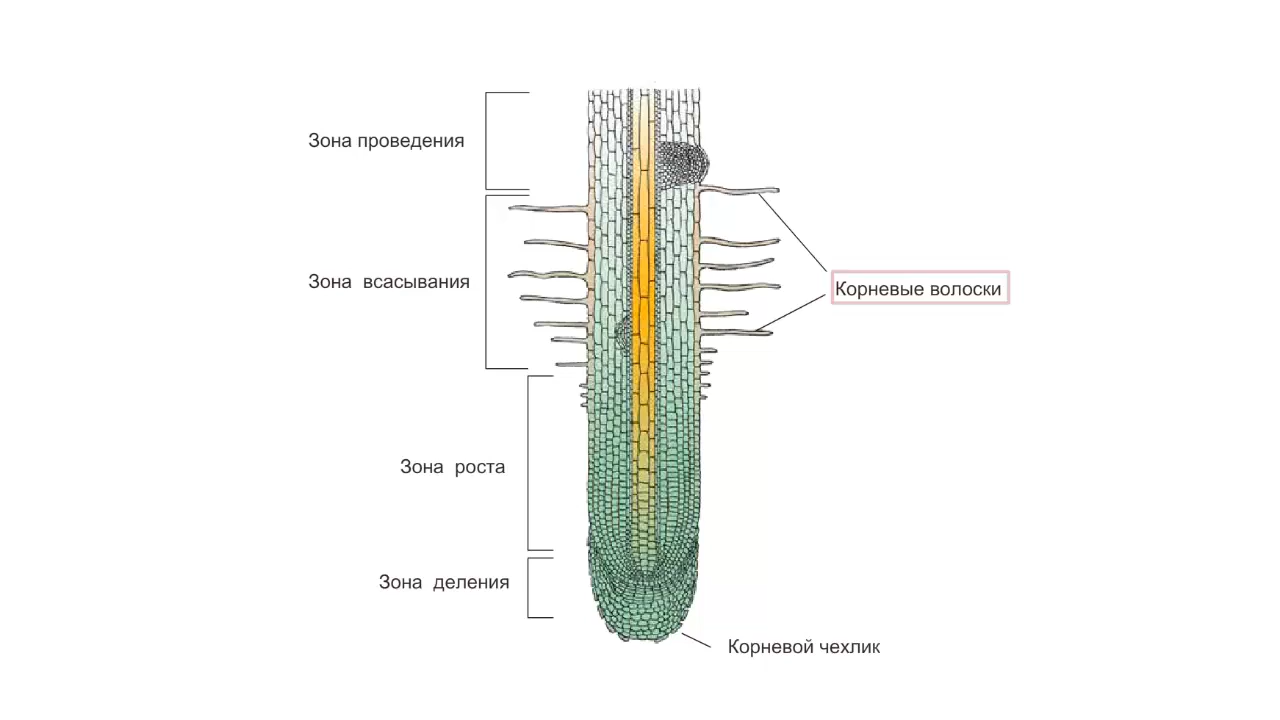 Зона проведения
Зона всасывания
Корневые волоски
Зона роста
Зона деления
Корневой чехлик